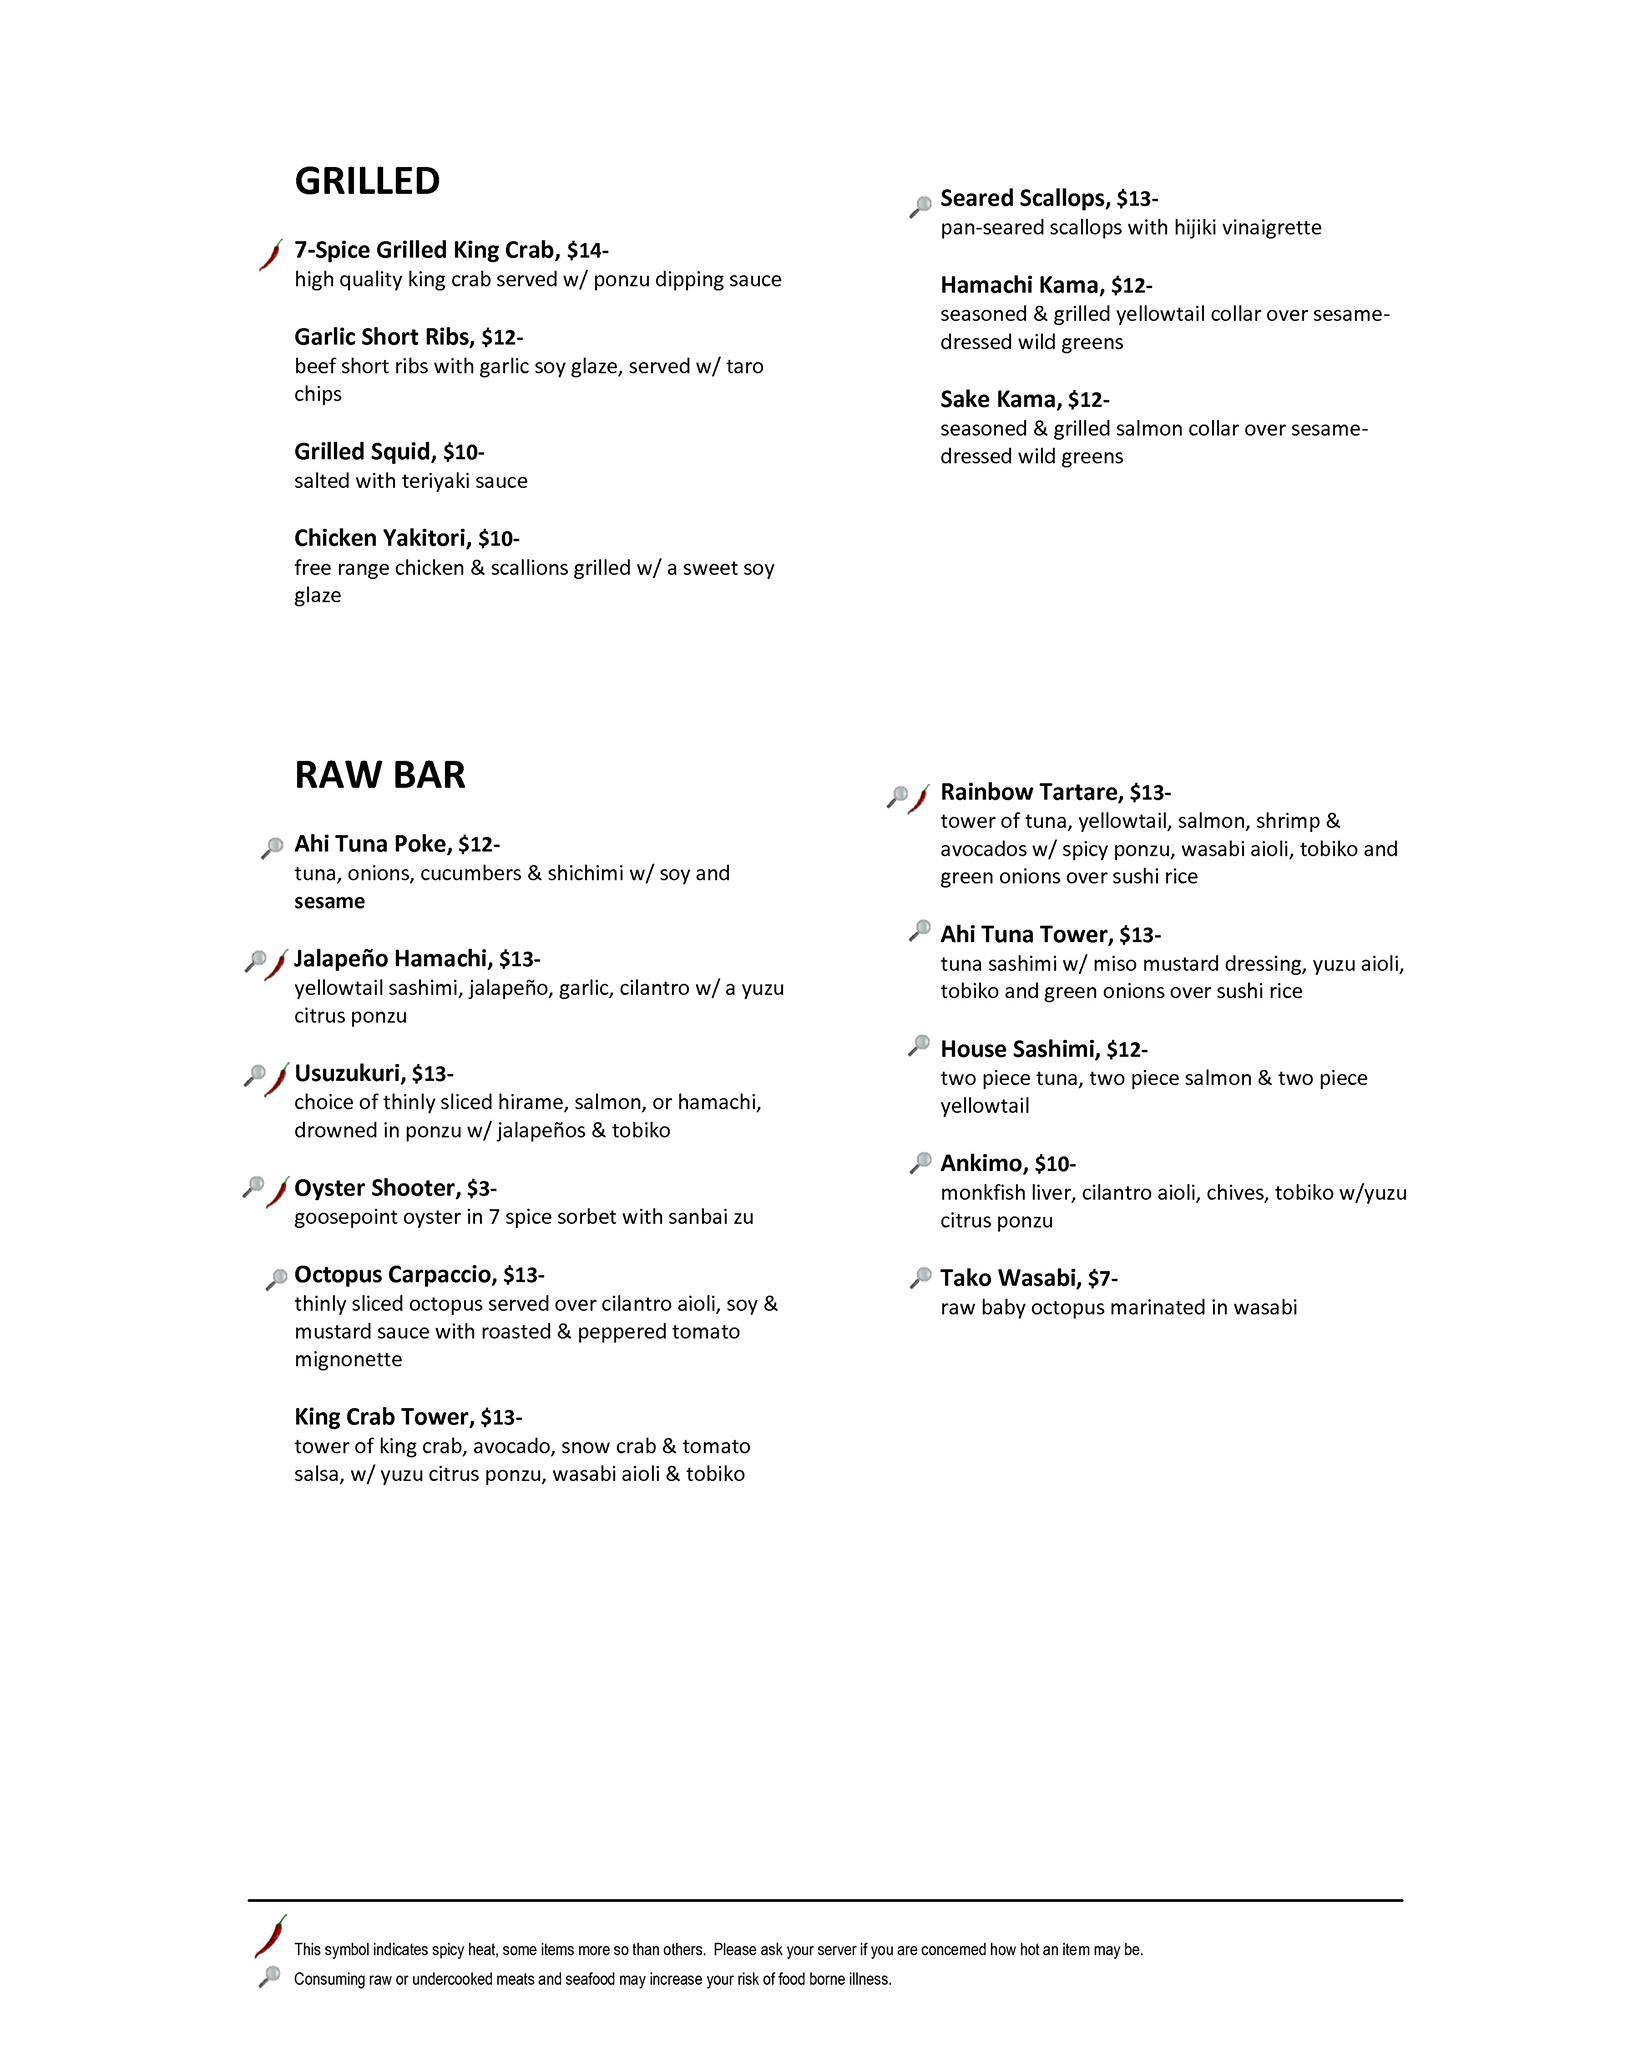 GRILLED
7-Spice Grilled King Crab, $14-
high quality king crab served w/ ponzu dipping sauce
Garlic Short Ribs, $12-
beef short ribs with garlic soy glaze, served w/ taro
chips
Grilled Squid, $10-
salted with teriyaki sauce
Chicken Yakitori, $10-
free range chicken & scallions grilled w/ a sweet soy
glaze
Seared Scallops, $13-
pan-seared scallops with hijiki vinaigrette
Hamachi Kama, $12-
seasoned & grilled yellowtail collar over sesame-
dressed wild greens
Sake Kama, $12-
seasoned & grilled salmon collar over sesame-
dressed wild greens
RAW BAR
Ahi Tuna Poke, $12-
tuna, onions, cucumbers & shichimi w/ soy and
sesame
Jalapeño Hamachi, $13-
yellowtail sashimi, jalapeño, garlic, cilantro w/ a yuzu
citrus ponzu
Usuzukuri, $13-
choice of thinly sliced hirame, salmon, or hamachi,
drowned in ponzu w/ jalapeños & tobiko
Oyster Shooter, $3-
goosepoint oyster in 7 spice sorbet with sanbai zu
Octopus Carpaccio, $13-
thinly sliced octopus served over cilantro aioli, soy &
mustard sauce with roasted & peppered tomato
mignonette
King Crab Tower, $13-
tower of king crab, avocado, snow crab & tomato
salsa, w/ yuzu citrus ponzu, wasabi aioli & tobiko
Rainbow Tartare, $13-
tower of tuna, yellowtail, salmon, shrimp &
avocados w/ spicy ponzu, wasabi aioli, tobiko and
green onions over sushi rice
Ahi Tuna Tower, $13-
tuna sashimi w/ miso mustard dressing, yuzu aioli,
tobiko and green onions over sushi rice
House Sashimi, $12-
two piece tuna, two piece salmon & two piece
yellowtail
Ankimo, $10-
monkfish liver, cilantro aioli, chives, tobiko w/yuzu
citrus ponzu
Tako Wasabi, $7-
raw baby octopus marinated in wasabi
This symbol indicates spicy heat, some items more so than others.  Please ask your server if you are concerned how hot an item may be.
Consuming raw or undercooked meats and seafood may increase your risk of food borne illness.